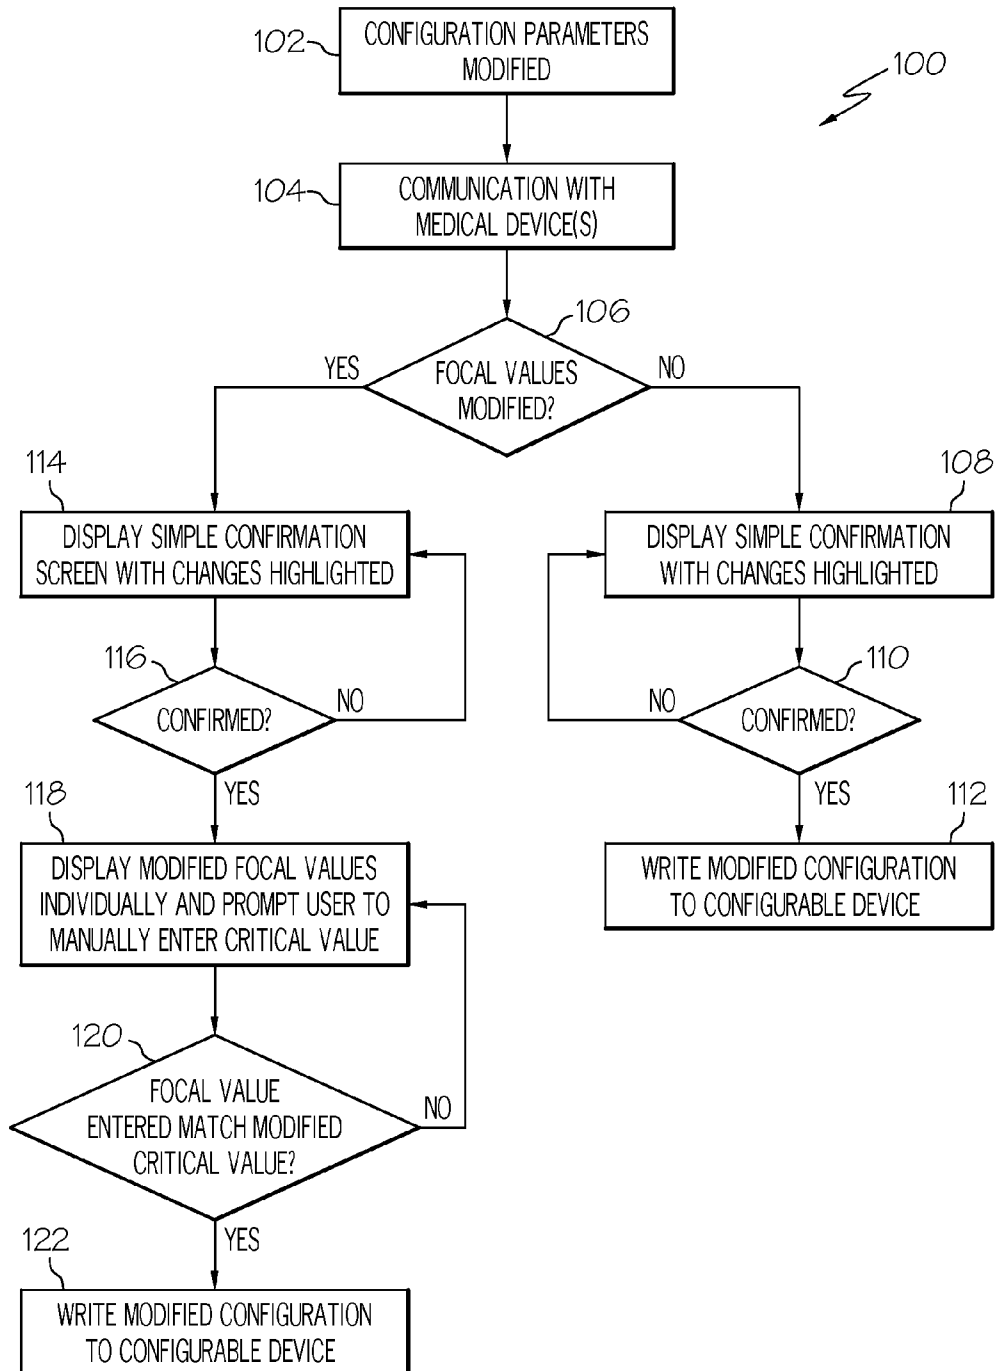 102
CONFIGURATION PARAMETERS
MODIFIED
100
104
COMMUNICATION WITH
MEDICAL DEVICE(S)
106
YES
FOCAL VALUES
MODIFIED?
NO
114
DISPLAY SIMPLE CONFIRMATION
SCREEN WITH CHANGES HIGHLIGHTED
108
DISPLAY SIMPLE CONFIRMATION
WITH CHANGES HIGHLIGHTED
116
CONFIRMED?
NO
YES
110
NO
CONFIRMED?
YES
118
DISPLAY MODIFIED FOCAL VALUES
INDIVIDUALLY AND PROMPT USER TO
MANUALLY ENTER CRITICAL VALUE
112
WRITE MODIFIED CONFIGURATION
TO CONFIGURABLE DEVICE
120
FOCAL VALUE
ENTERED MATCH MODIFIED
CRITICAL VALUE?
NO
YES
122
WRITE MODIFIED CONFIGURATION
TO CONFIGURABLE DEVICE